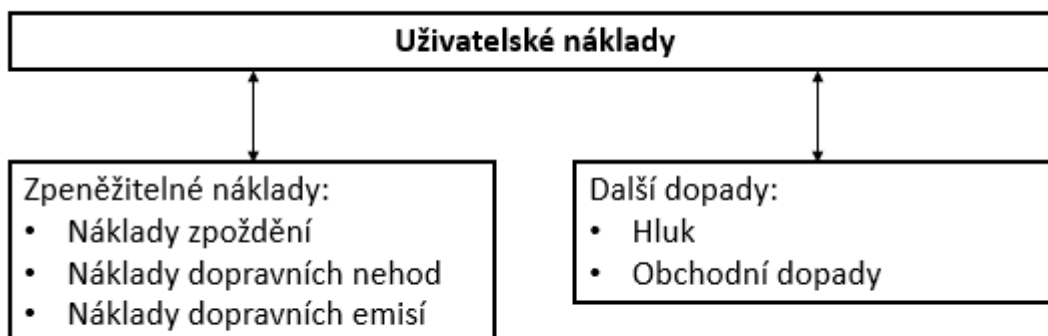 Uživatelské náklady
Zpeněžitelné náklady:
• Náklady zpoždění
• Náklady dopravních nehod
• Náklady dopravních emisí
Další dopady:
• Hluk
• Obchodní dopady